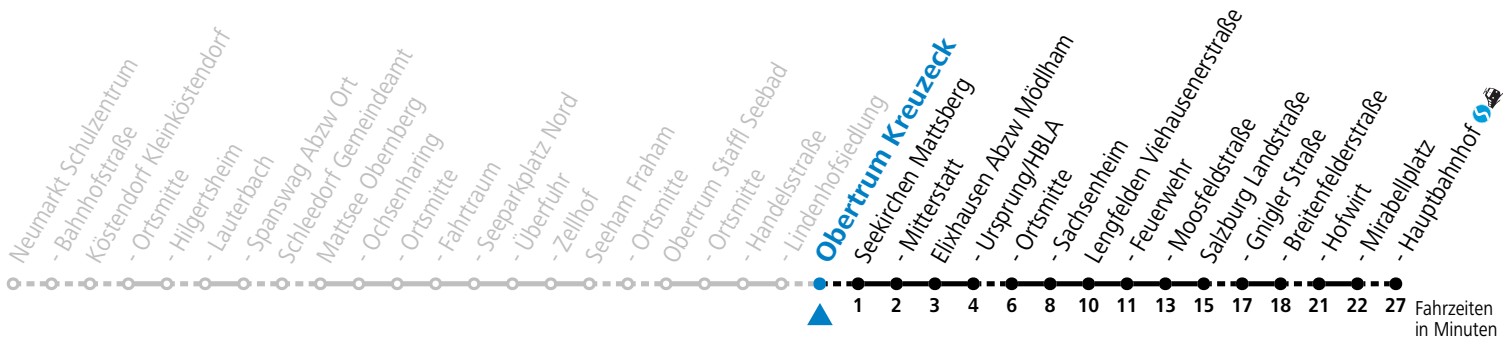 Neumarkt Schulzentrum
- Bahnhofstraße
Köstendorf Kleinköstendorf
- Ortsmitte
- Hilgertsheim
- Lauterbach
- Spanswag Abzw Ort
Schleedorf Gemeindeamt
Mattsee Obernberg
- Ochsenharing
- Ortsmitte
- Fahrtraum
- Seeparkplatz Nord
- Überfuhr
- Zellhof
Seeham Fraham
- Ortsmitte
Obertrum Staffl Seebad
- Ortsmitte
- Handelsstraße
- Lindenhofsiedlung
Obertrum Kreuzeck
Seekirchen Mattsberg
- Mitterstatt
Elixhausen Abzw Mödlham
- Ursprung/HBLA
- Ortsmitte
- Sachsenheim
Lengfelden Viehausenerstraße
- Feuerwehr
- Moosfeldstraße
Salzburg Landstraße
- Gnigler Straße
- Breitenfelderstraße
- Hofwirt
- Mirabellplatz
- Hauptbahnhof
1 2 3 4 6 8 10 11 13 15 17 18 21 22 27 Fahrzeiten
in Minuten